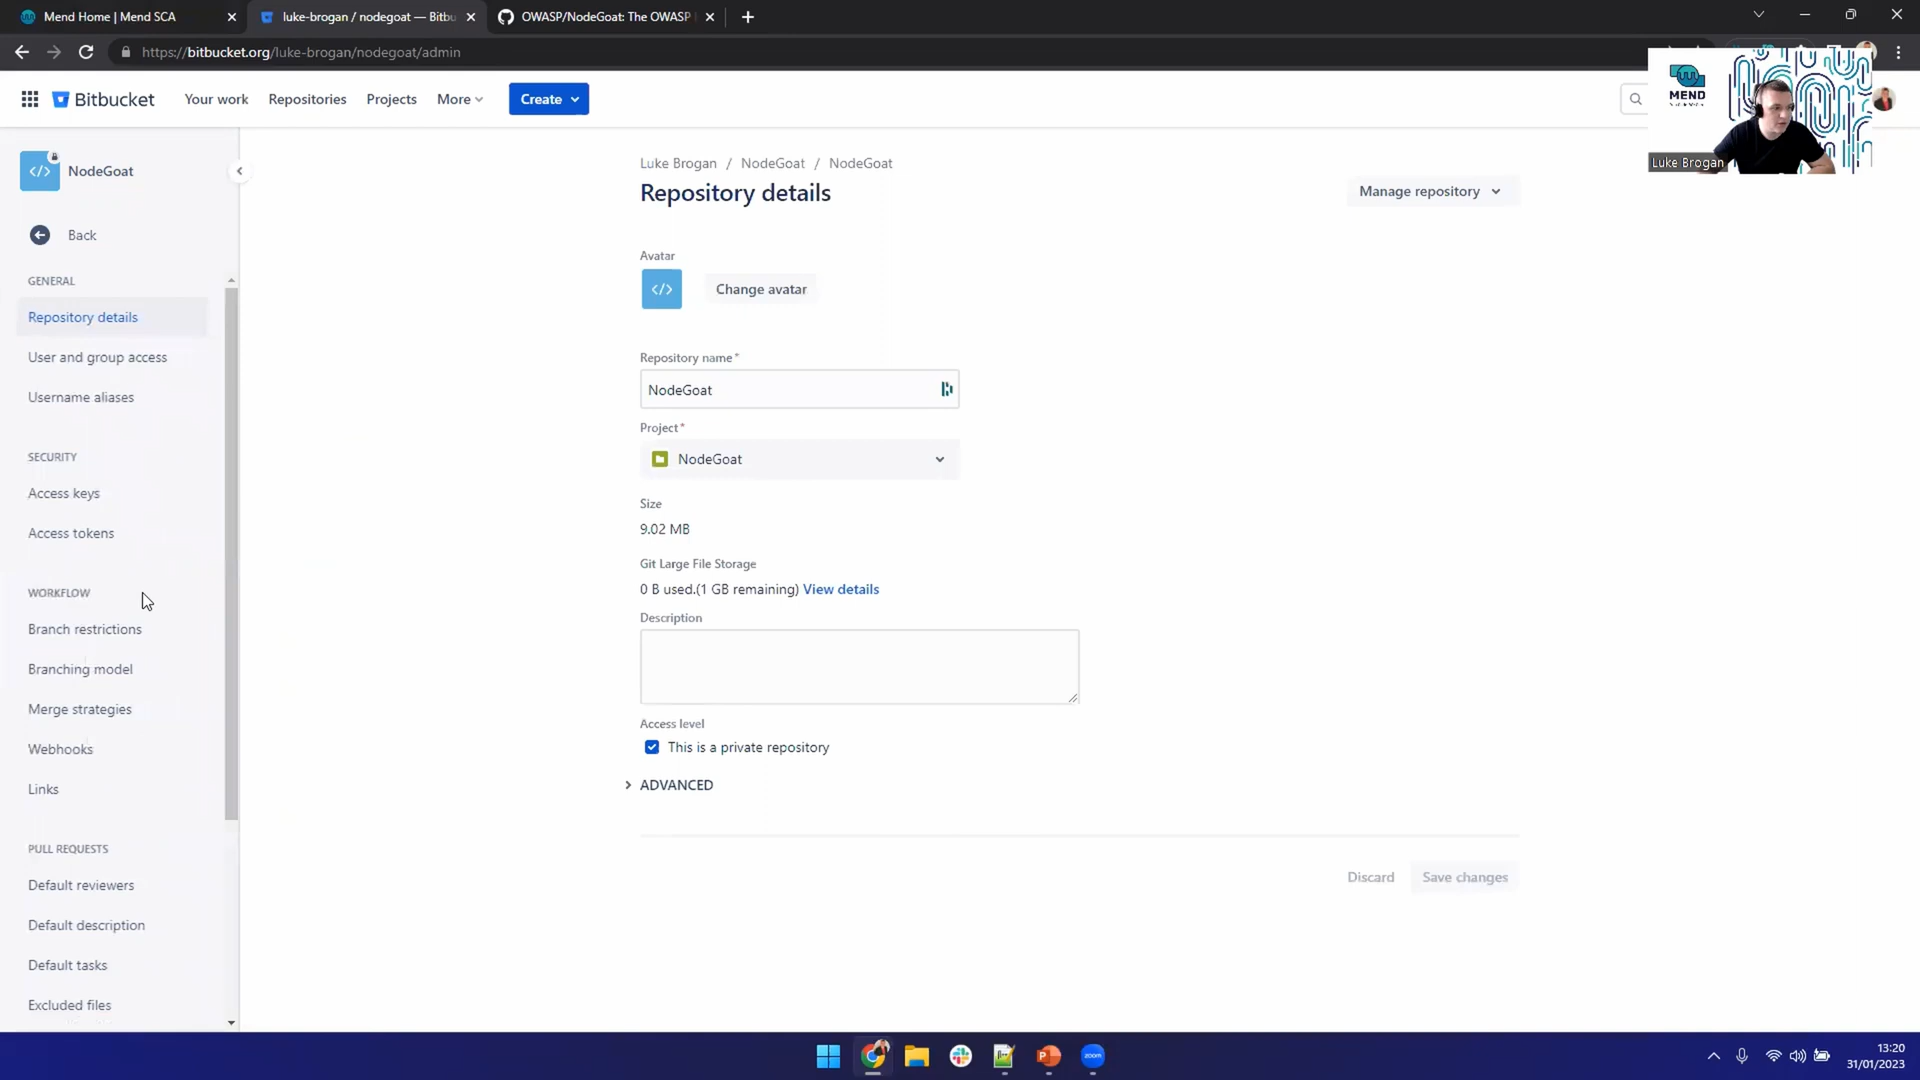 Mend Home | Mend SCA
luke-brogan / nodegoat — Bitbu
OWASP/NodeGoat: The OWASP
https://bitbucket.org/luke-brogan/nodegoat/admin
Bitbucket
Your work
Repositories
Projects
More
Create
MEND
Luke Brogan
NodeGoat
Back
GENERAL
Repository details
User and group access
Username aliases
SECURITY
Access keys
Access tokens
WORKFLOW
Branch restrictions
Branching model
Merge strategies
Webhooks
Links
PULL REQUESTS
Default reviewers
Default description
Default tasks
Excluded files
Luke Brogan / NodeGoat / NodeGoat
Repository details
Manage repository
Avatar
</>
Change avatar
Repository name*
NodeGoat
Project*
NodeGoat
Size
9.02 MB
Git Large File Storage
0 B used.(1 GB remaining) View details
Description
Access level
This is a private repository
ADVANCED
Discard
Save changes
zoom
13:20
31/01/2023